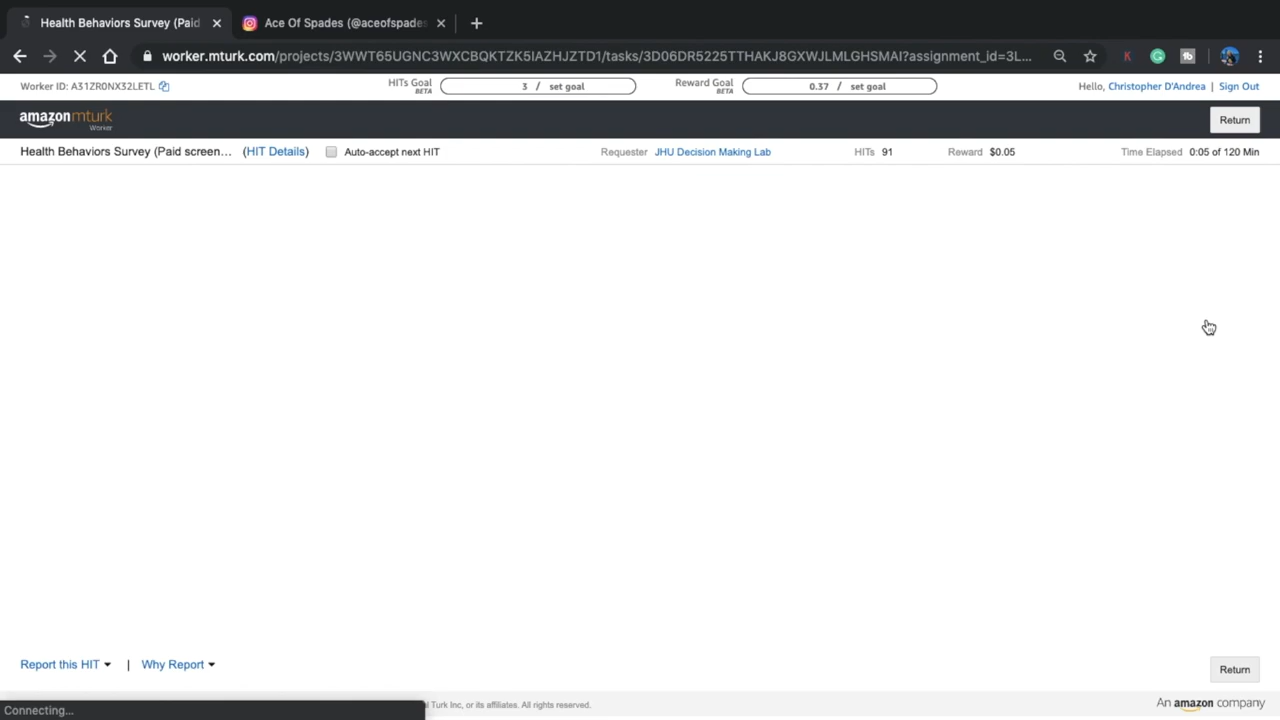 Health Behaviors Survey (Paid
Ace Of Spades (@aceofspades
worker.mturk.com/projects/3WWT65UGNC3WXCBQKTZK5IAZHJZTD1/tasks/3D06DR5225TTHAKJ8GXWJLMLGHSMAI?assignment_id=3L...
Worker ID: A31ZR0NX32LETL
HITs Goal BETA 3 / set goal
Reward Goal BETA 0.37 / set goal
Hello, Christopher D'Andrea | Sign Out
amazon mturk
Worker
Return
Health Behaviors Survey (Paid screen... (HIT Details) Auto-accept next HIT Requester JHU Decision Making Lab HITs 91 Reward $0.05 Time Elapsed 0:05 of 120 Min
Report this HIT | Why Report
Return
Connecting...
Turk Inc, or its affiliates. All rights reserved.
An amazon company